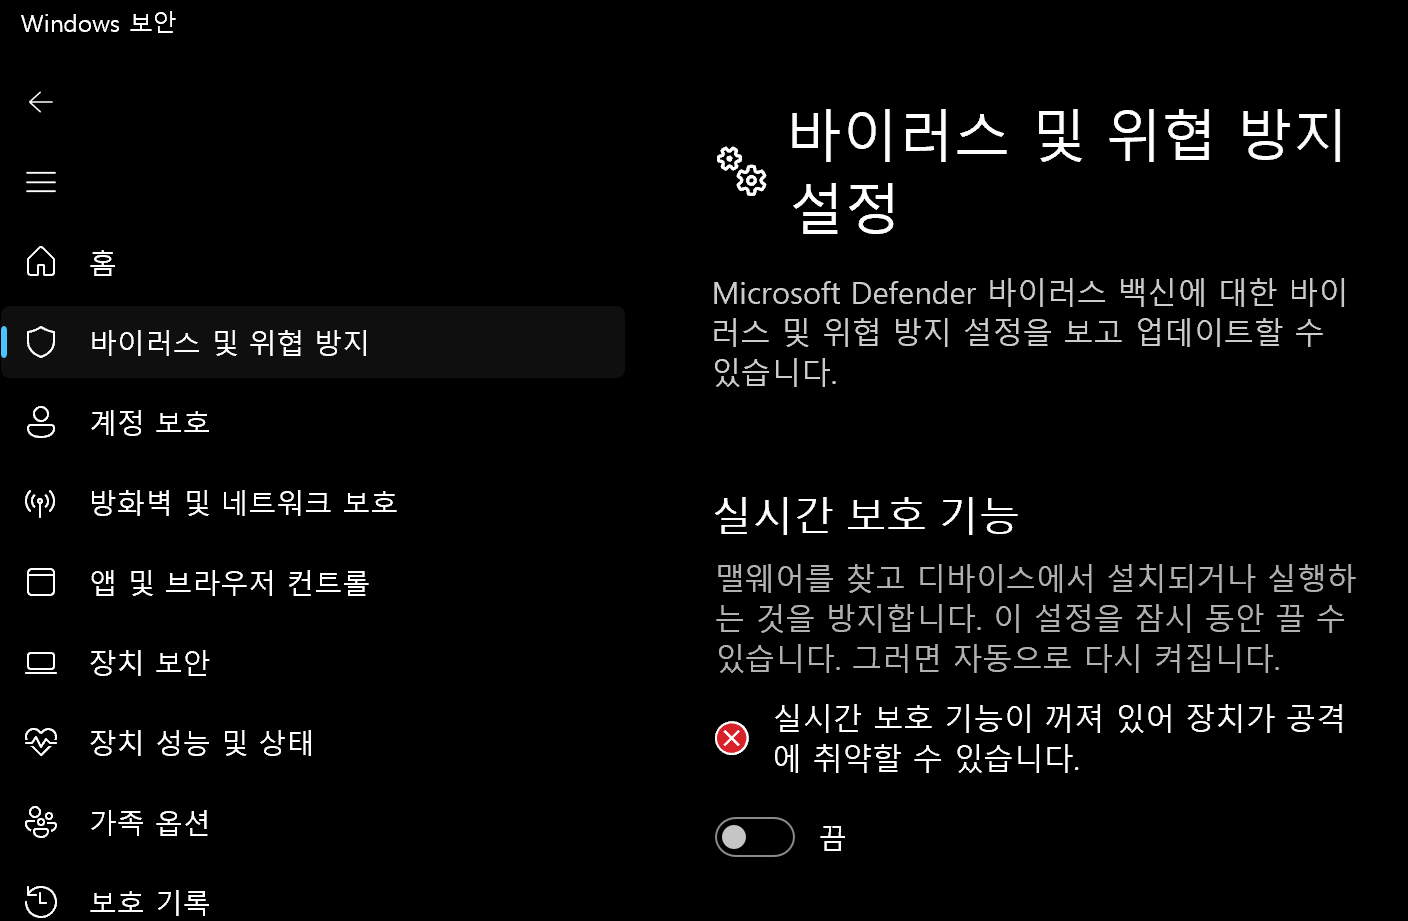 Windows 보안
홈
바이러스 및 위협 방지
계정 보호
방화벽 및 네트워크 보호
앱 및 브라우저 컨트롤
장치 보안
장치 성능 및 상태
가족 옵션
보호 기록
바이러스 및 위협 방지
설정
Microsoft Defender 바이러스 백신에 대한 바이
러스 및 위협 방지 설정을 보고 업데이트할 수
있습니다.
실시간 보호 기능
맬웨어를 찾고 디바이스에서 설치되거나 실행하
는 것을 방지합니다. 이 설정을 잠시 동안 끌 수
있습니다. 그러면 자동으로 다시 켜집니다.
실시간 보호 기능이 꺼져 있어 장치가 공격
에 취약할 수 있습니다.
끔